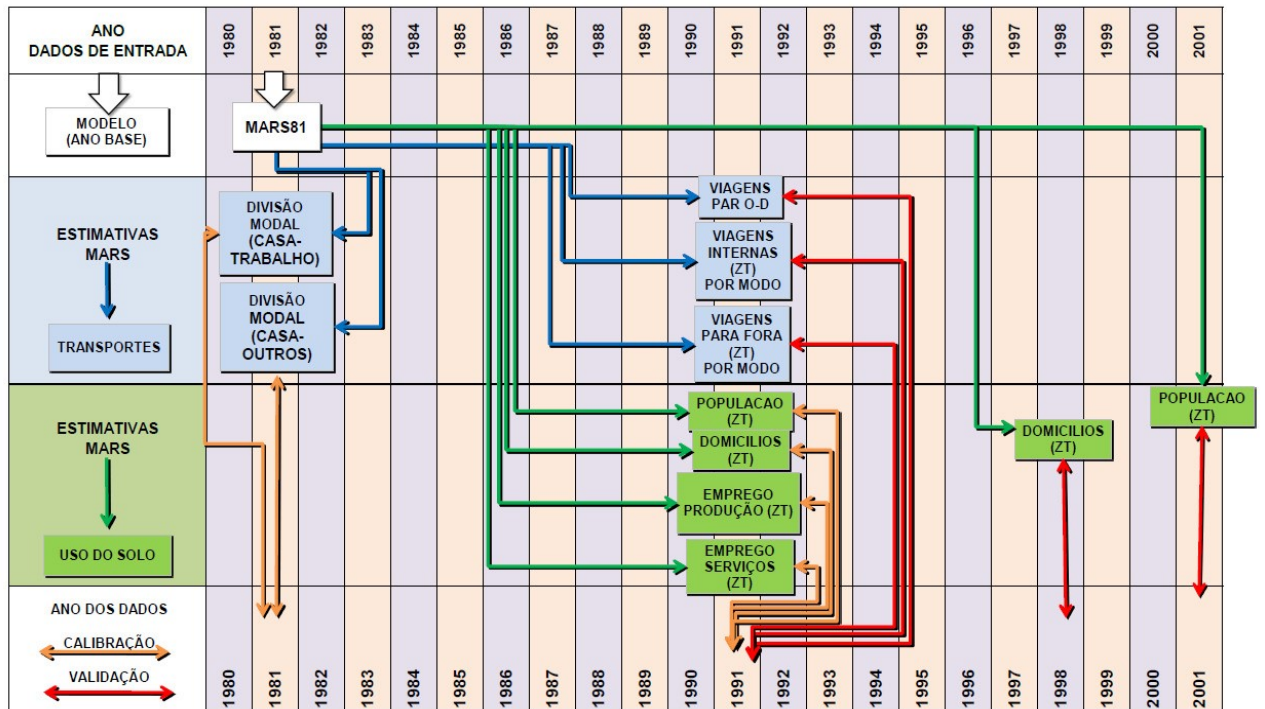 ANO
DADOS DE ENTRADA
1980
1981
1982
1983
1984
1985
1986
1987
1988
1989
1990
1991
1992
1993
1994
1995
1996
1997
1998
1999
2000
2001
MODELO
(ANO BASE)
MARS81
ESTIMATIVAS
MARS
TRANSPORTES
DIVISÃO
MODAL
(CASA-
TRABALHO)
DIVISÃO
MODAL
(CASA-
OUTROS)
VIAGENS
PAR O-D
VIAGENS
INTERNAS
(ZT)
POR MODO
VIAGENS
PARA FORA
(ZT)
POR MODO
ESTIMATIVAS
MARS
USO DO SOLO
POPULACAO
(ZT)
DOMICILIOS
(ZT)
EMPREGO
PRODUÇÃO (ZT)
EMPREGO
SERVIÇOS
(ZT)
DOMICILIOS
(ZT)
POPULACAO
(ZT)
ANO DOS DADOS
CALIBRAÇÃO
VALIDAÇÃO
1980
1981
1982
1983
1984
1985
1986
1987
1988
1989
1990
1991
1992
1993
1994
1995
1996
1997
1998
1999
2000
2001